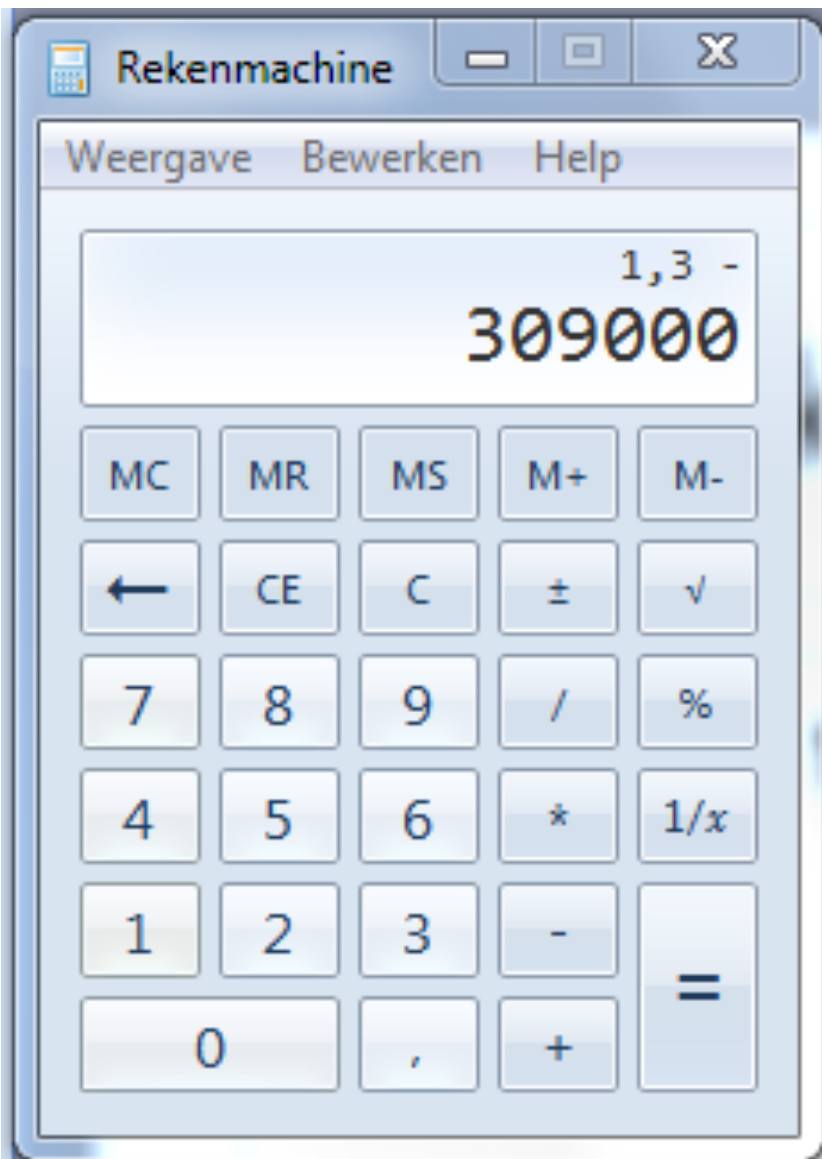 Rekenmachine
Weergave Bewerken Help
1,3 -
309000
MC MR MS M+ M-
← CE C ± √
7 8 9 / %
4 5 6 * 1/x
1 2 3 - =
0 , +